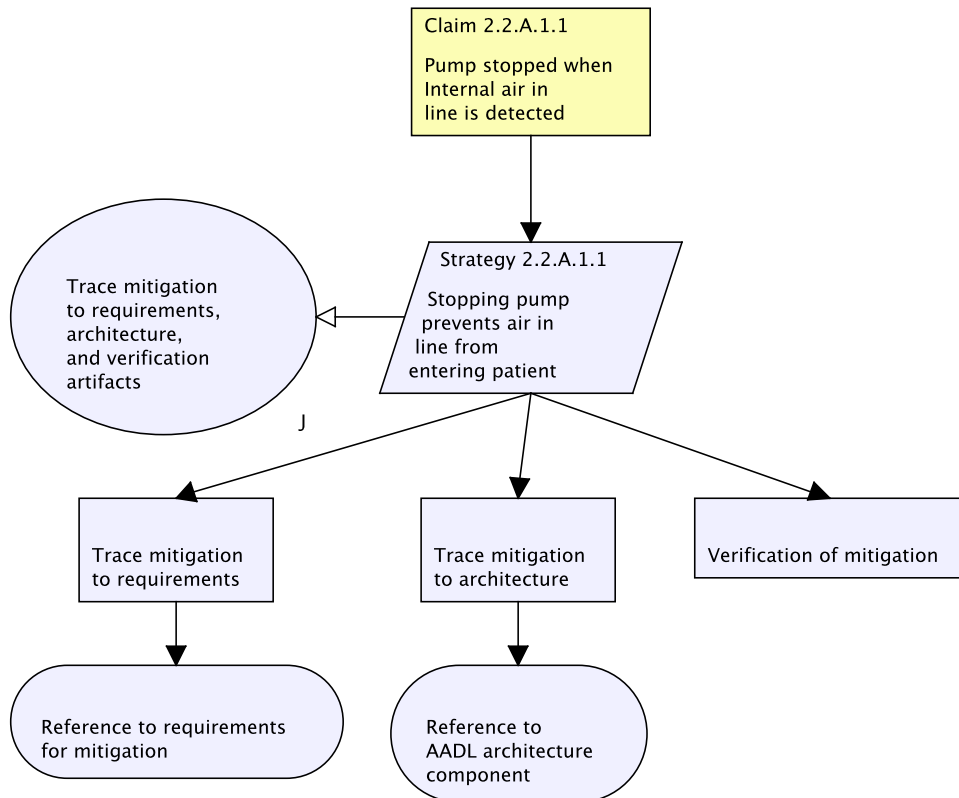 Claim 2.2.A.1.1
Pump stopped when
Internal air in
line is detected
Strategy 2.2.A.1.1
Stopping pump
prevents air in
line from
entering patient
Trace mitigation
to requirements,
architecture,
and verification
artifacts
J
Trace mitigation
to requirements
Trace mitigation
to architecture
Verification of mitigation
Reference to requirements
for mitigation
Reference to
AADL architecture
component